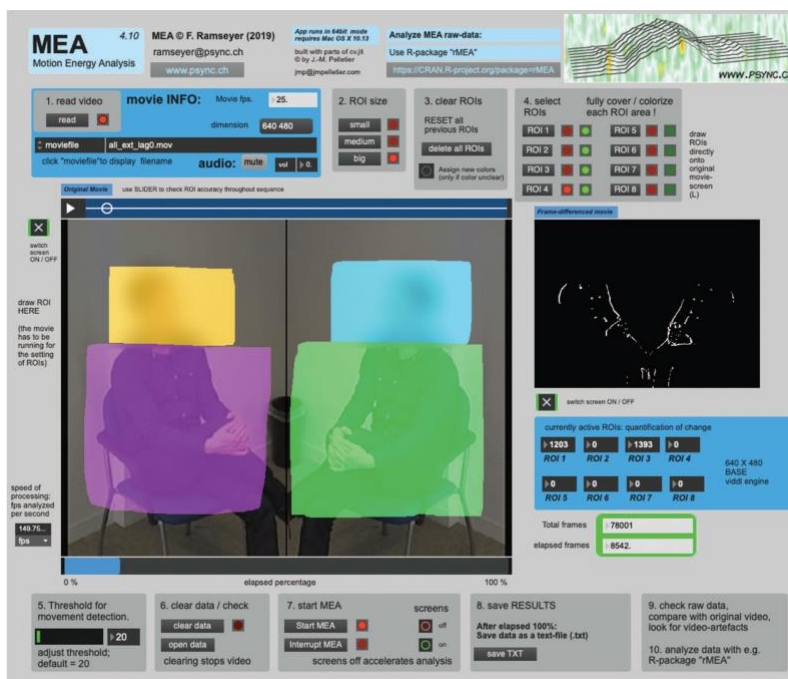 MEA 4.10
Motion Energy Analysis
MEA © F. Ramseyer (2019)
ramseyer@psync.ch
www.psync.ch
App runs in 64bit mode
requires Mac OS X 10.13
built with parts of cv.jit
© by J.-M. Pelletier
jmp@jmpelletier.com
Analyze MEA raw-data:
Use R-package "rMEA"
https://CRAN.R-project.org/package=rMEA
WWW.PSYNC.C
1. read video
read
movie INFO:
Movie fps.
25.
dimension
640 480
moviefile
all_ext_lag0.mov
click "moviefile"to display filename
audio:
mute
vol
0.
2. ROI size
small
medium
big
3. clear ROIs
RESET all
previous ROIs
delete all ROIs
Assign new colors
(only if color unclear)
4. select
ROIs
fully cover / colorize
each ROI area !
ROI 1
ROI 5
ROI 2
ROI 6
ROI 3
ROI 7
ROI 4
ROI 8
draw
ROIs
directly
onto
original
movie-
screen
(L)
Original Movie
use SLIDER to check ROI accuracy throughout sequence
Frame-differenced movie
switch
screen
ON / OFF
draw ROI
HERE
(the movie
has to be
running for
the setting
of ROIs)
speed of
processing:
fps analyzed
per second
149.75...
fps
0 %
elapsed percentage
100 %
switch screen ON / OFF
currently active ROIs: quantification of change
1203
0
1393
0
ROI 1
ROI 2
ROI 3
ROI 4
0
0
0
0
ROI 5
ROI 6
ROI 7
ROI 8
640 X 480
BASE
viddl engine
Total frames
78001
elapsed frames
8542.
5. Threshold for
movement detection.
20
adjust threshold;
default = 20
6. clear data / check
clear data
open data
clearing stops video
7. start MEA
screens
Start MEA
off
Interrupt MEA
on
screens off accelerates analysis
8. save RESULTS
After elapsed 100%:
Save data as a text-file (.txt)
save TXT
9. check raw data,
compare with original video,
look for video-artefacts
10. analyze data with e.g.
R-package "rMEA"